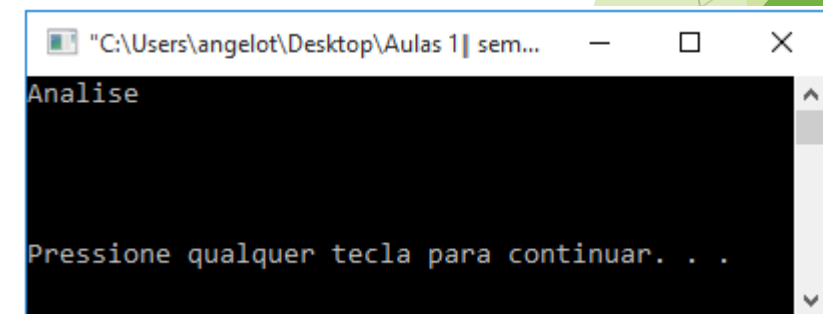 "C:\Users\angelot\Desktop\Aulas 1‖ sem...
Analise
Pressione qualquer tecla para continuar. . .